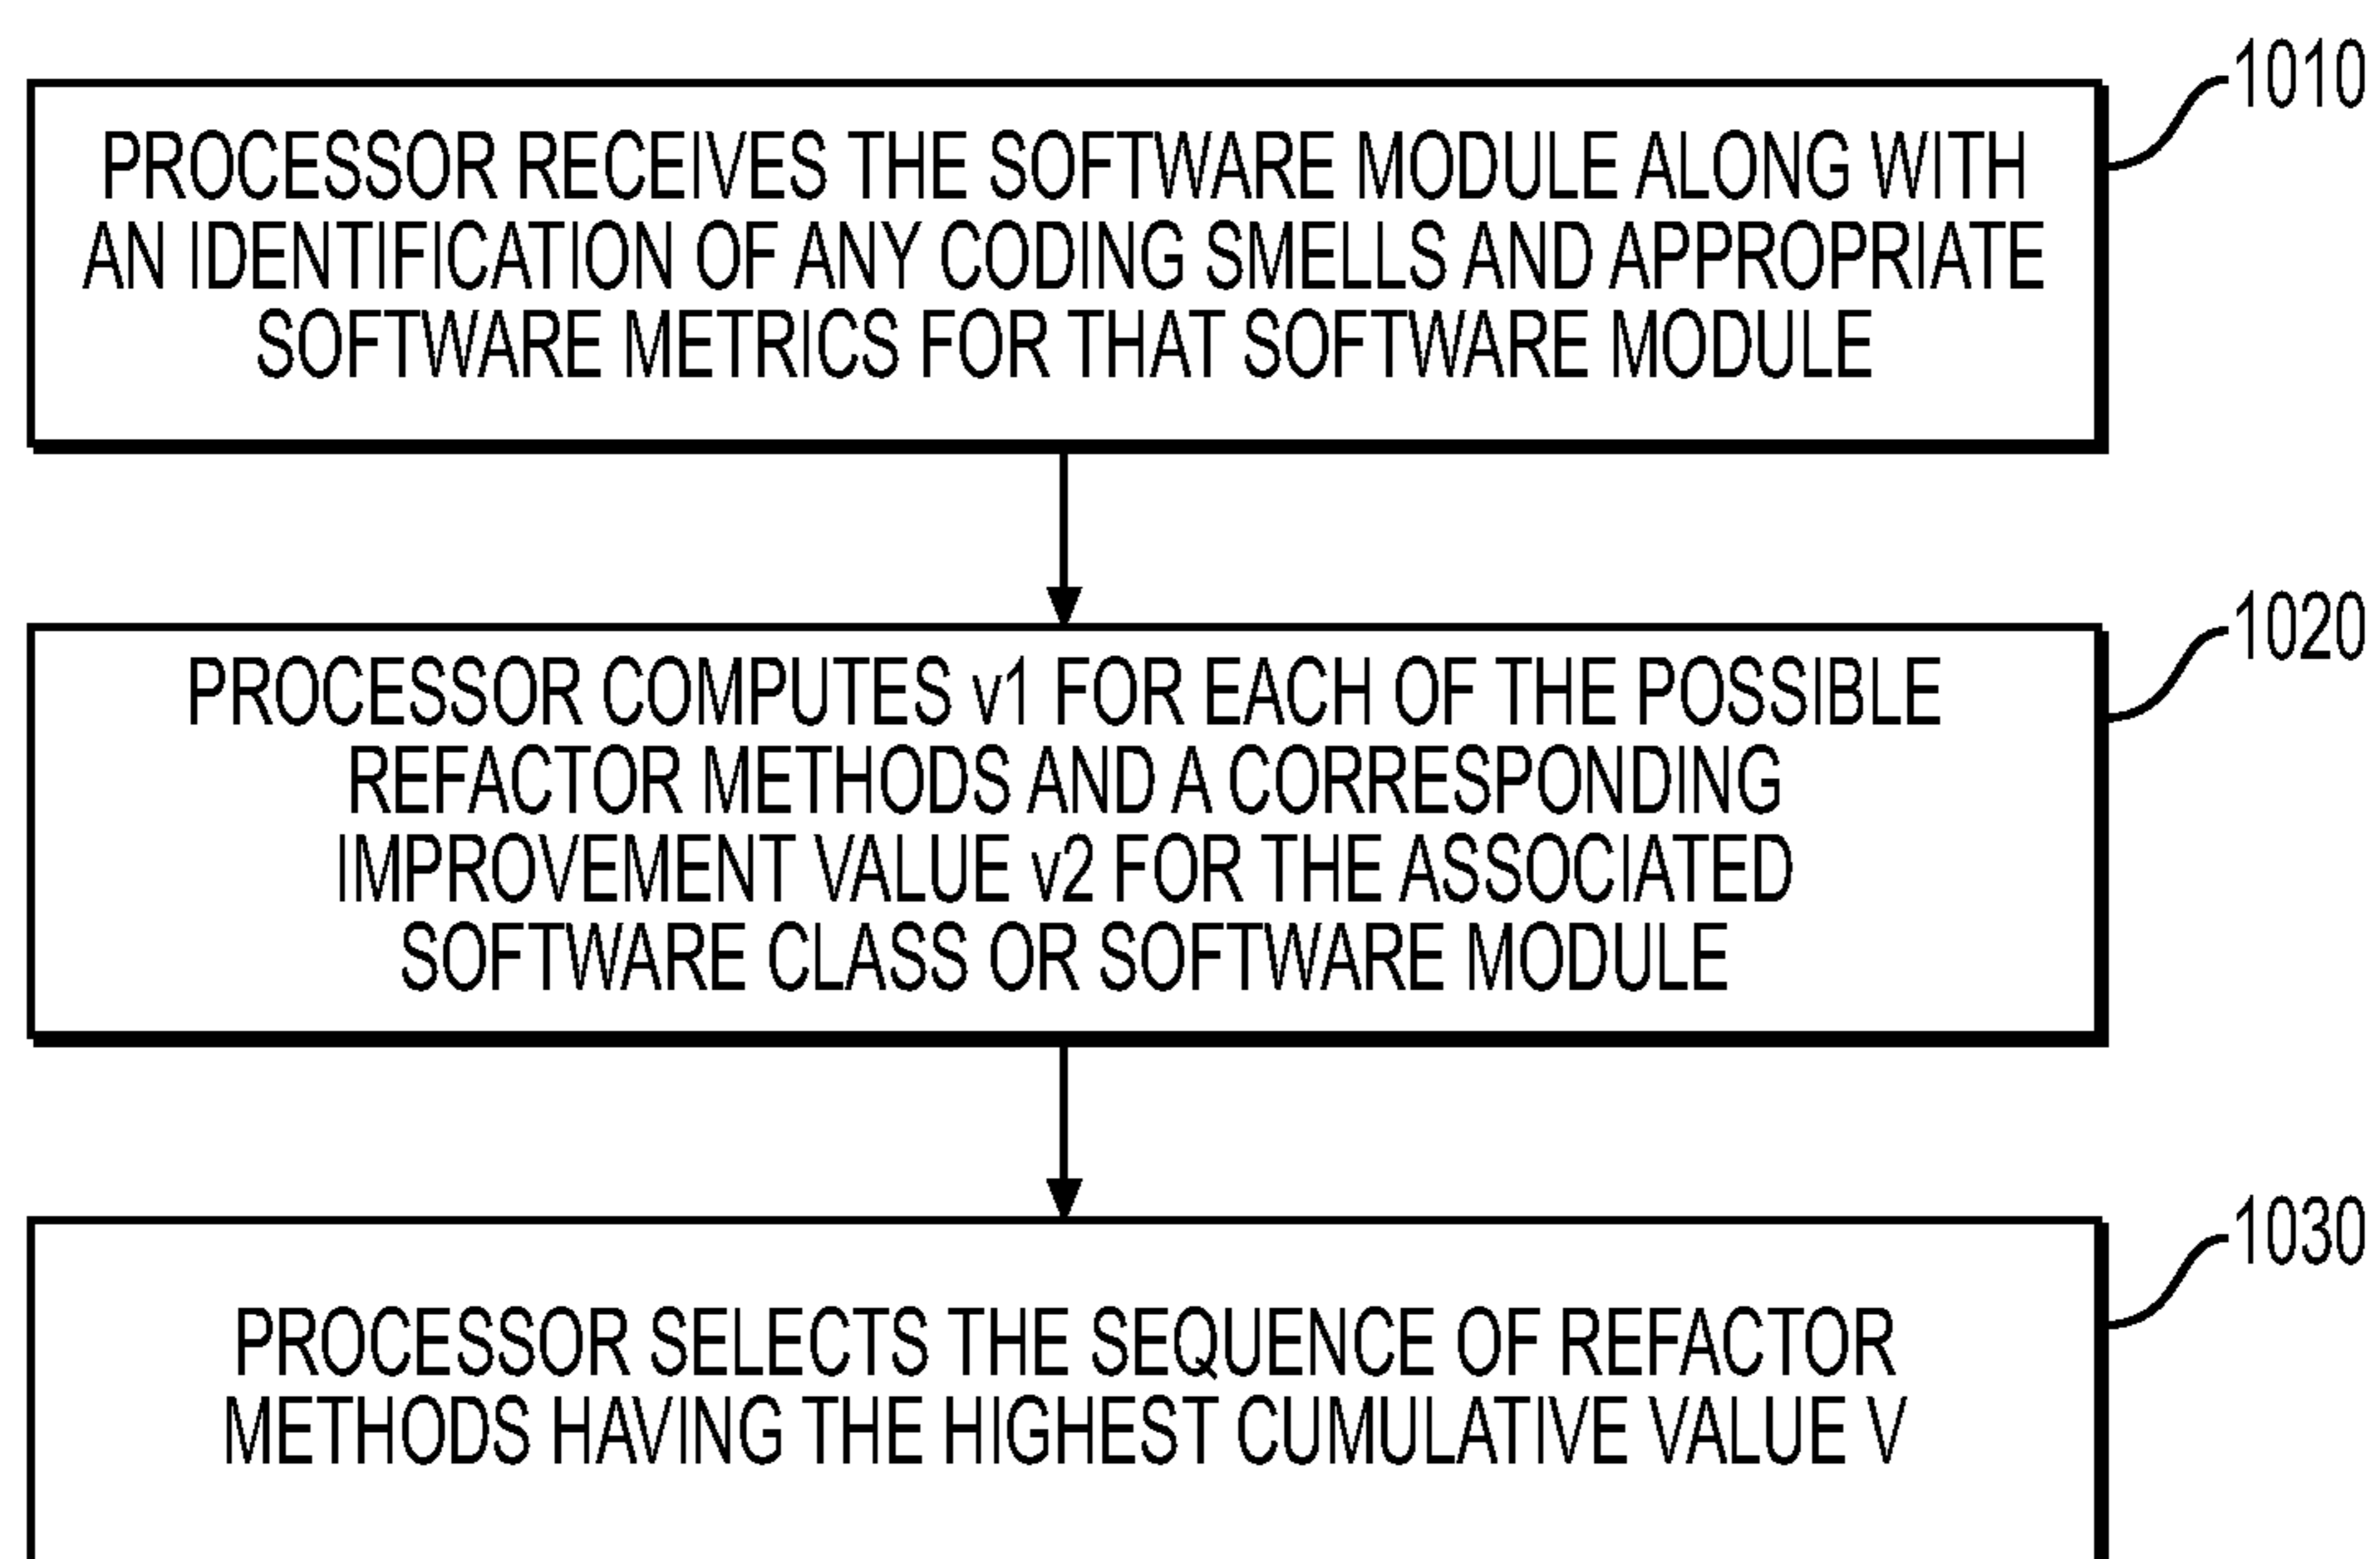 1010
PROCESSOR RECEIVES THE SOFTWARE MODULE ALONG WITH
AN IDENTIFICATION OF ANY CODING SMELLS AND APPROPRIATE
SOFTWARE METRICS FOR THAT SOFTWARE MODULE
1020
PROCESSOR COMPUTES v1 FOR EACH OF THE POSSIBLE
REFACTOR METHODS AND A CORRESPONDING
IMPROVEMENT VALUE v2 FOR THE ASSOCIATED
SOFTWARE CLASS OR SOFTWARE MODULE
1030
PROCESSOR SELECTS THE SEQUENCE OF REFACTOR
METHODS HAVING THE HIGHEST CUMULATIVE VALUE V